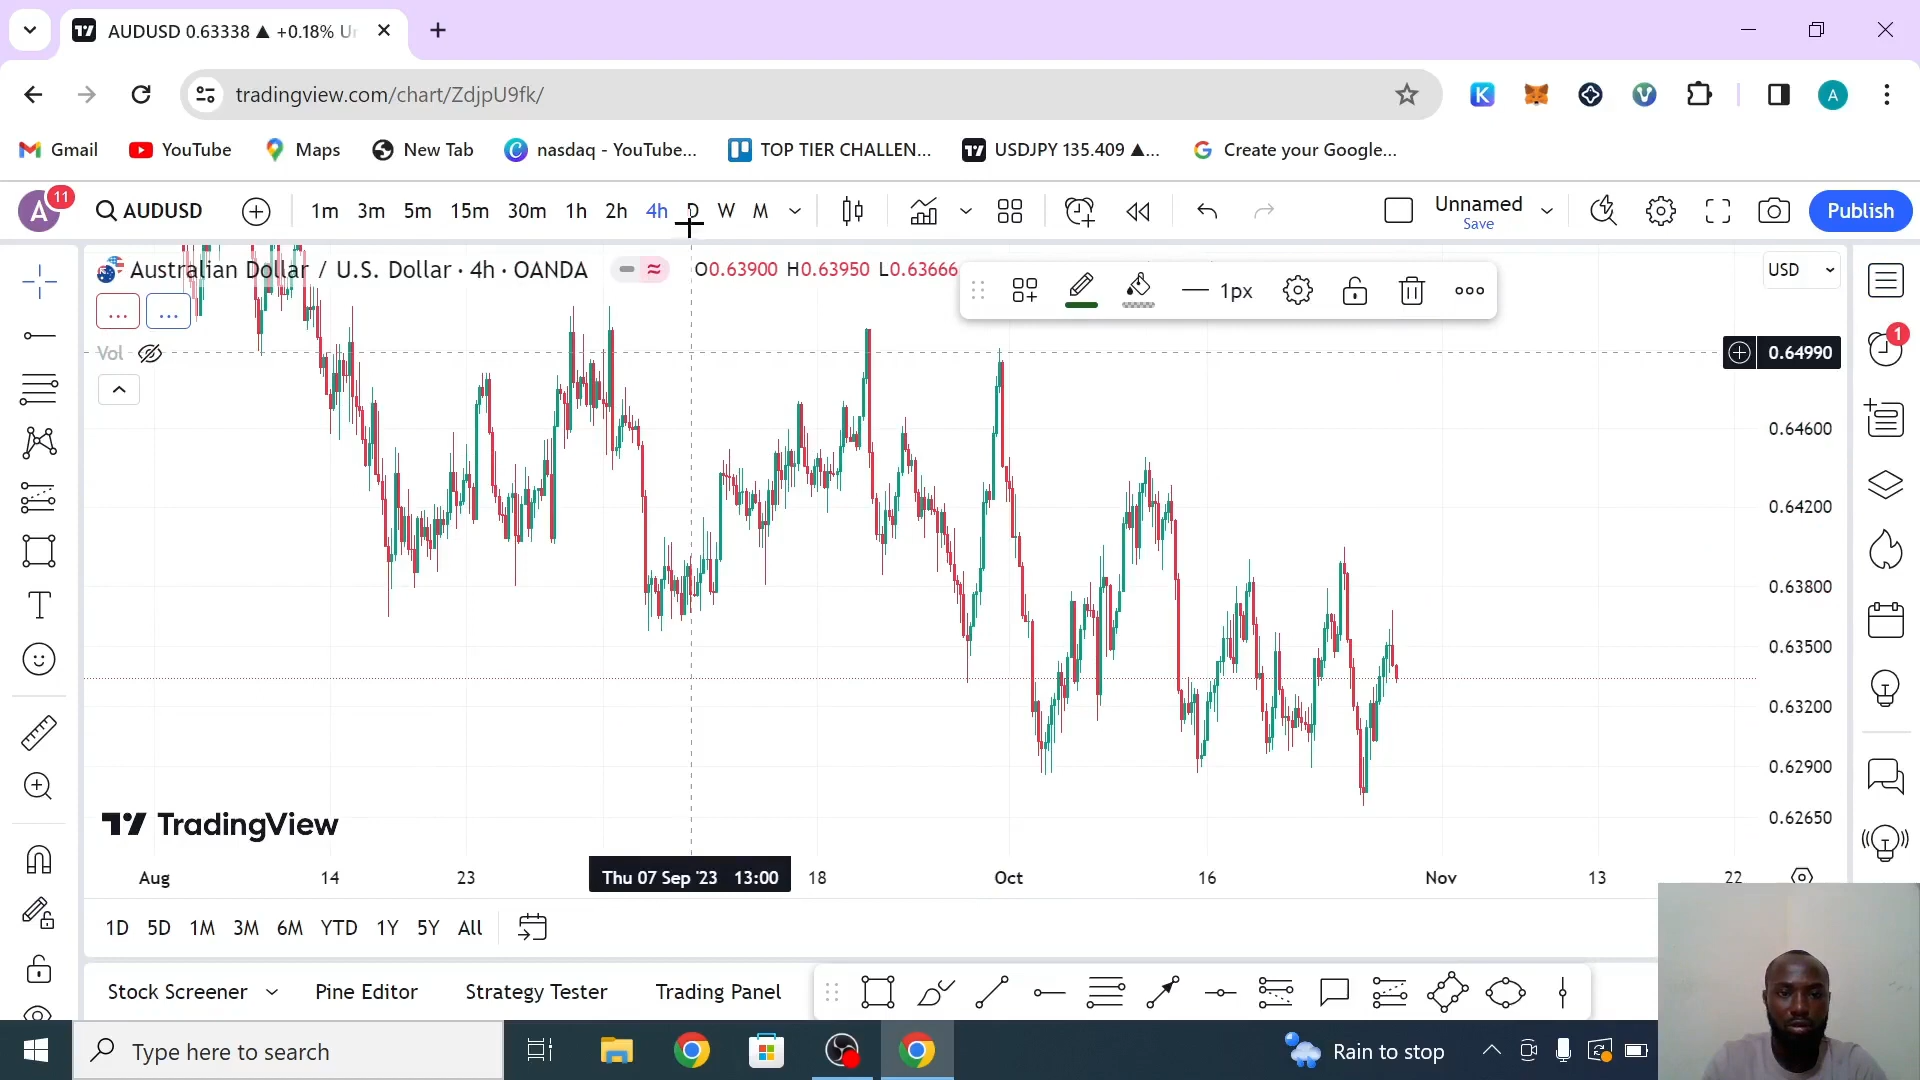 AUDUSD 0.63338 ▲ +0.18% Un
tradingview.com/chart/ZdjpU9fk/
A
Gmail YouTube Maps New Tab nasdaq - YouTube... TOP TIER CHALLEN... USDJPY 135.409 ▲... Create your Google...
A 11 AUDUSD 1m 3m 5m 15m 30m 1h 2h 4h D W M Unnamed Save Publish
Australian Dollar / U.S. Dollar · 4h · OANDA O0.63900 H0.63950 L0.63666
1px
USD
... ...
Vol
0.64990
1
0.64600
0.64200
0.63800
0.63500
0.63200
0.62900
0.62650
TradingView
Aug 14 23 Thu 07 Sep '23 13:00 18 Oct 16 Nov 13 22
1D 5D 1M 3M 6M YTD 1Y 5Y All
Stock Screener Pine Editor Strategy Tester Trading Panel
Type here to search
Rain to stop